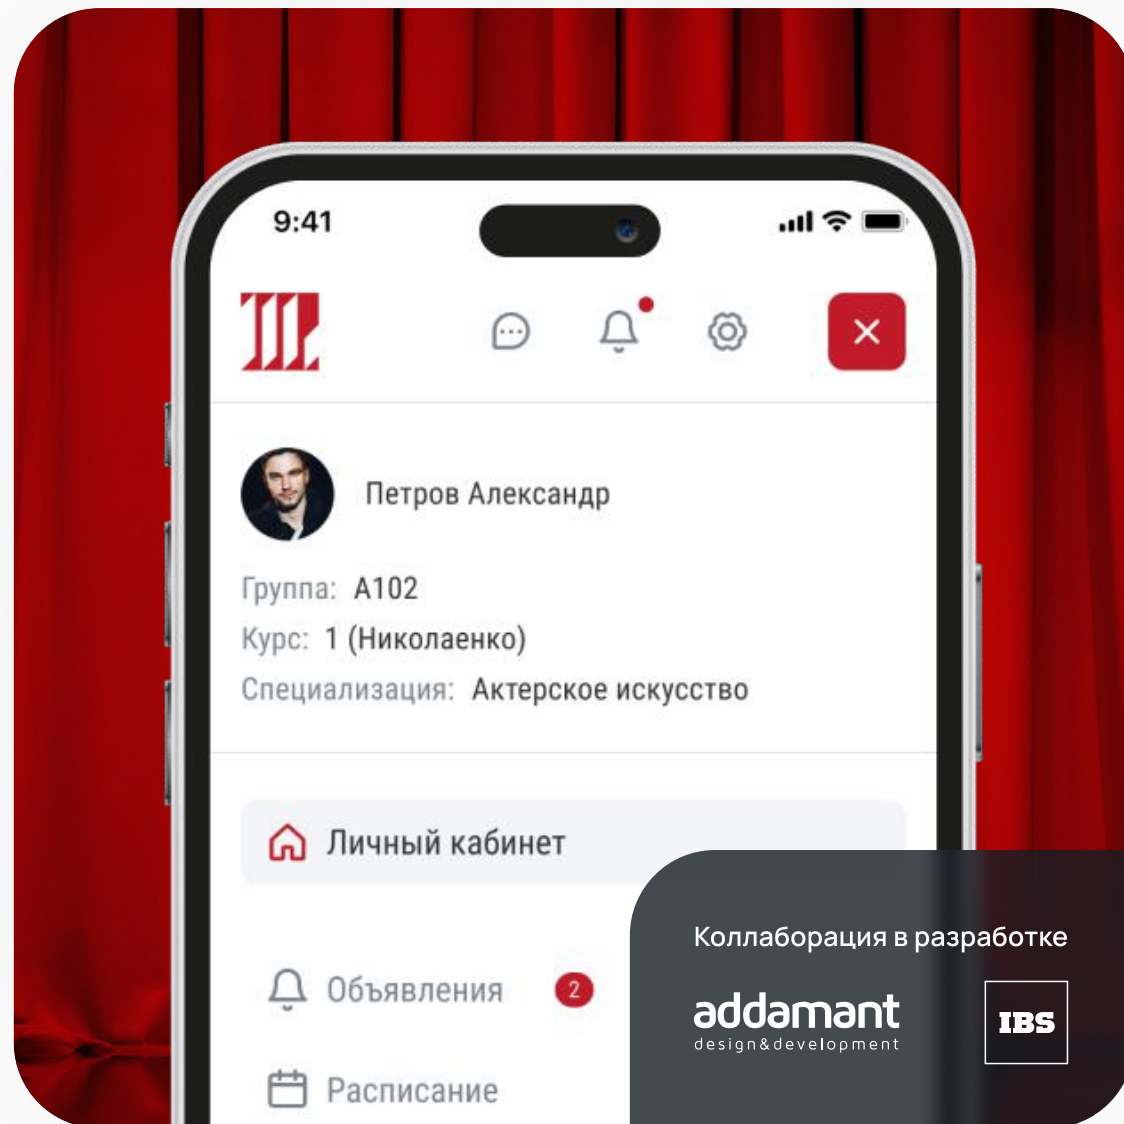 9:41
Петров Александр
Группа: А102
Курс: 1 (Николаенко)
Специализация: Актерское искусство
Личный кабинет
Объявления 2
Расписание
Коллаборация в разработке
addamant
design&development
IBS